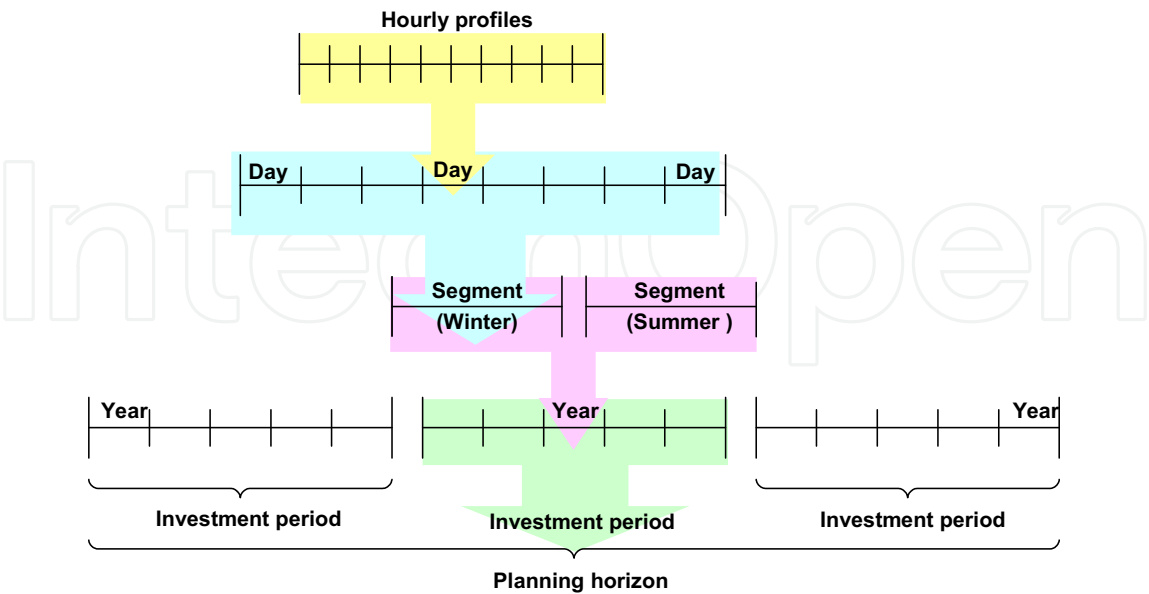 Hourly profiles
Day Day Day
IntechOpen
Segment Segment
(Winter) (Summer )
Year Year Year
Investment period Investment period Investment period
Planning horizon